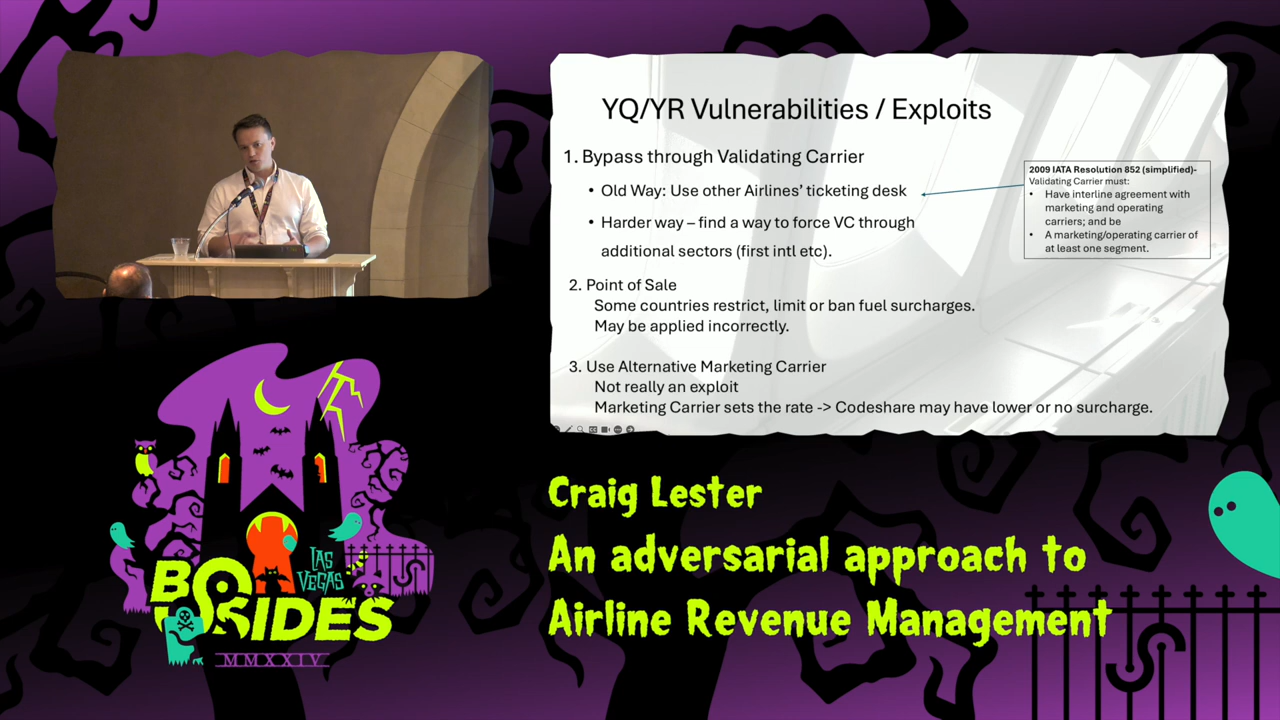 YQ/YR Vulnerabilities / Exploits
1. Bypass through Validating Carrier
• Old Way: Use other Airlines' ticketing desk
• Harder way – find a way to force VC through
additional sectors (first intl etc).
2009 IATA Resolution 852 (simplified)-
Validating Carrier must:
• Have interline agreement with
marketing and operating
carriers; and be
• A marketing/operating carrier of
at least one segment.
2. Point of Sale
Some countries restrict, limit or ban fuel surcharges.
May be applied incorrectly.
3. Use Alternative Marketing Carrier
Not really an exploit
Marketing Carrier sets the rate -> Codeshare may have lower or no surcharge.
LAS
VEGAS
BSIDES
MMXXIV
Craig Lester
An adversarial approach to
Airline Revenue Management